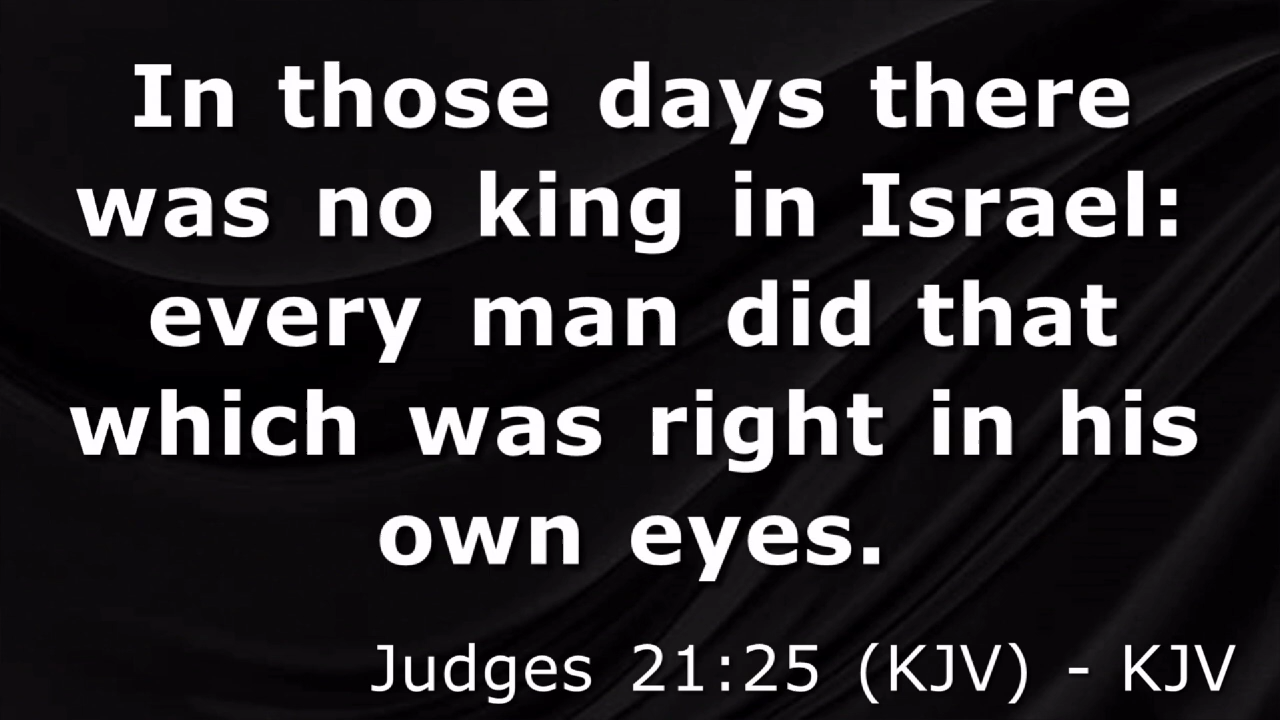 In those days there
was no king in Israel:
every man did that
which was right in his
own eyes.
Judges 21:25 (KJV) - KJV